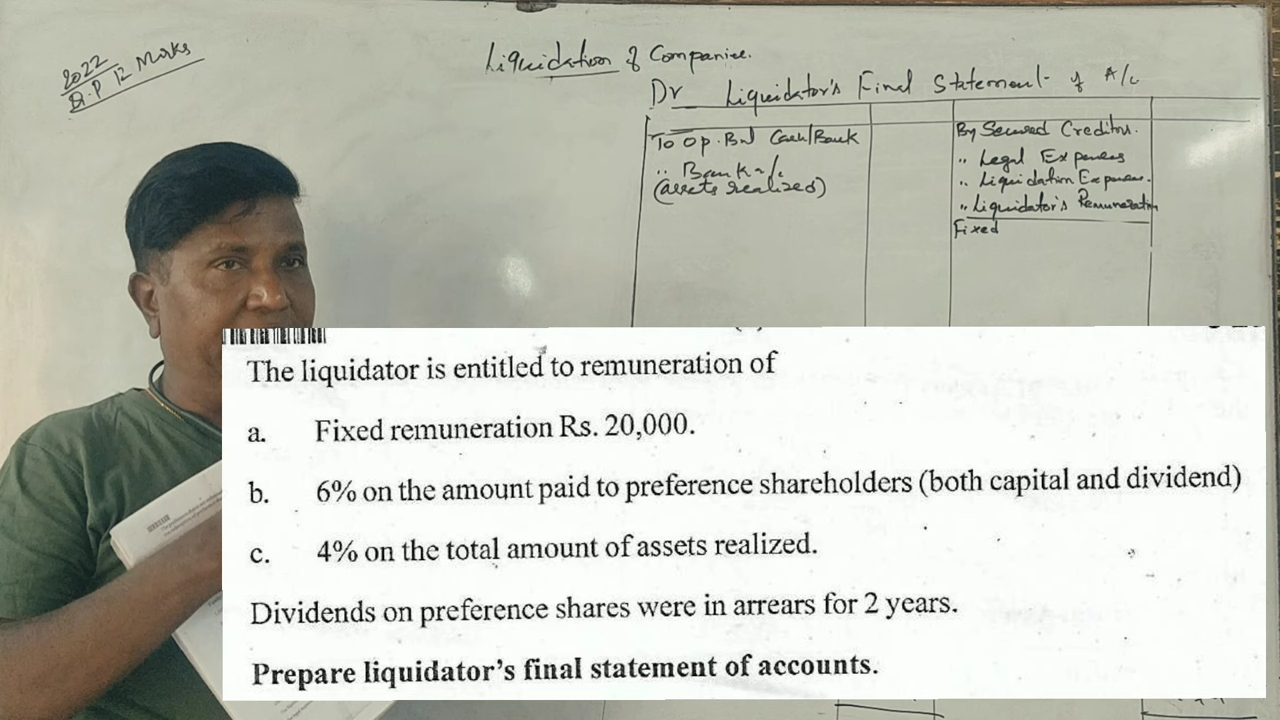 2022
Q.P 12 Marks
Liquidation of Companies.
Dr Liquidator's Final Statement of A/c
To Op. Bal Cash/Bank
" Bank a/c
(assets realized)
By Secured Creditors.
" Legal Expenses
" Liquidation Expenses.
" Liquidator's Remuneration
Fixed
The liquidator is entitled to remuneration of
a. Fixed remuneration Rs. 20,000.
b. 6% on the amount paid to preference shareholders (both capital and dividend)
c. 4% on the total amount of assets realized.
Dividends on preference shares were in arrears for 2 years.
Prepare liquidator's final statement of accounts.